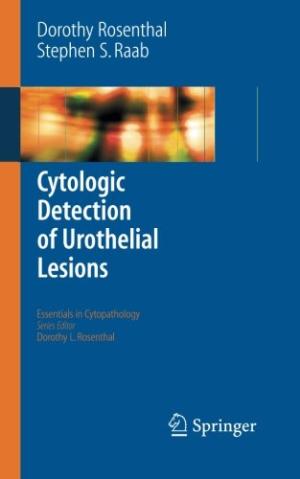 Dorothy Rosenthal
Stephen S. Raab
Cytologic
Detection
of Urothelial
Lesions
Essentials in Cytopathology
Series Editor
Dorothy L. Rosenthal
Springer